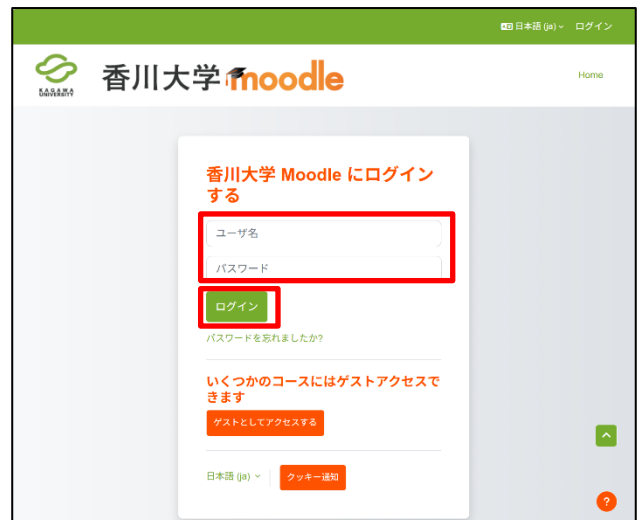 日本語 (ja) ログイン
KAGAWA UNIVERSITY
香川大学 moodle
Home
香川大学 Moodle にログイン
する
ユーザ名
パスワード
ログイン
パスワードを忘れましたか?
いくつかのコースにはゲストアクセスで
きます
ゲストとしてアクセスする
日本語 (ja) クッキー通知
?